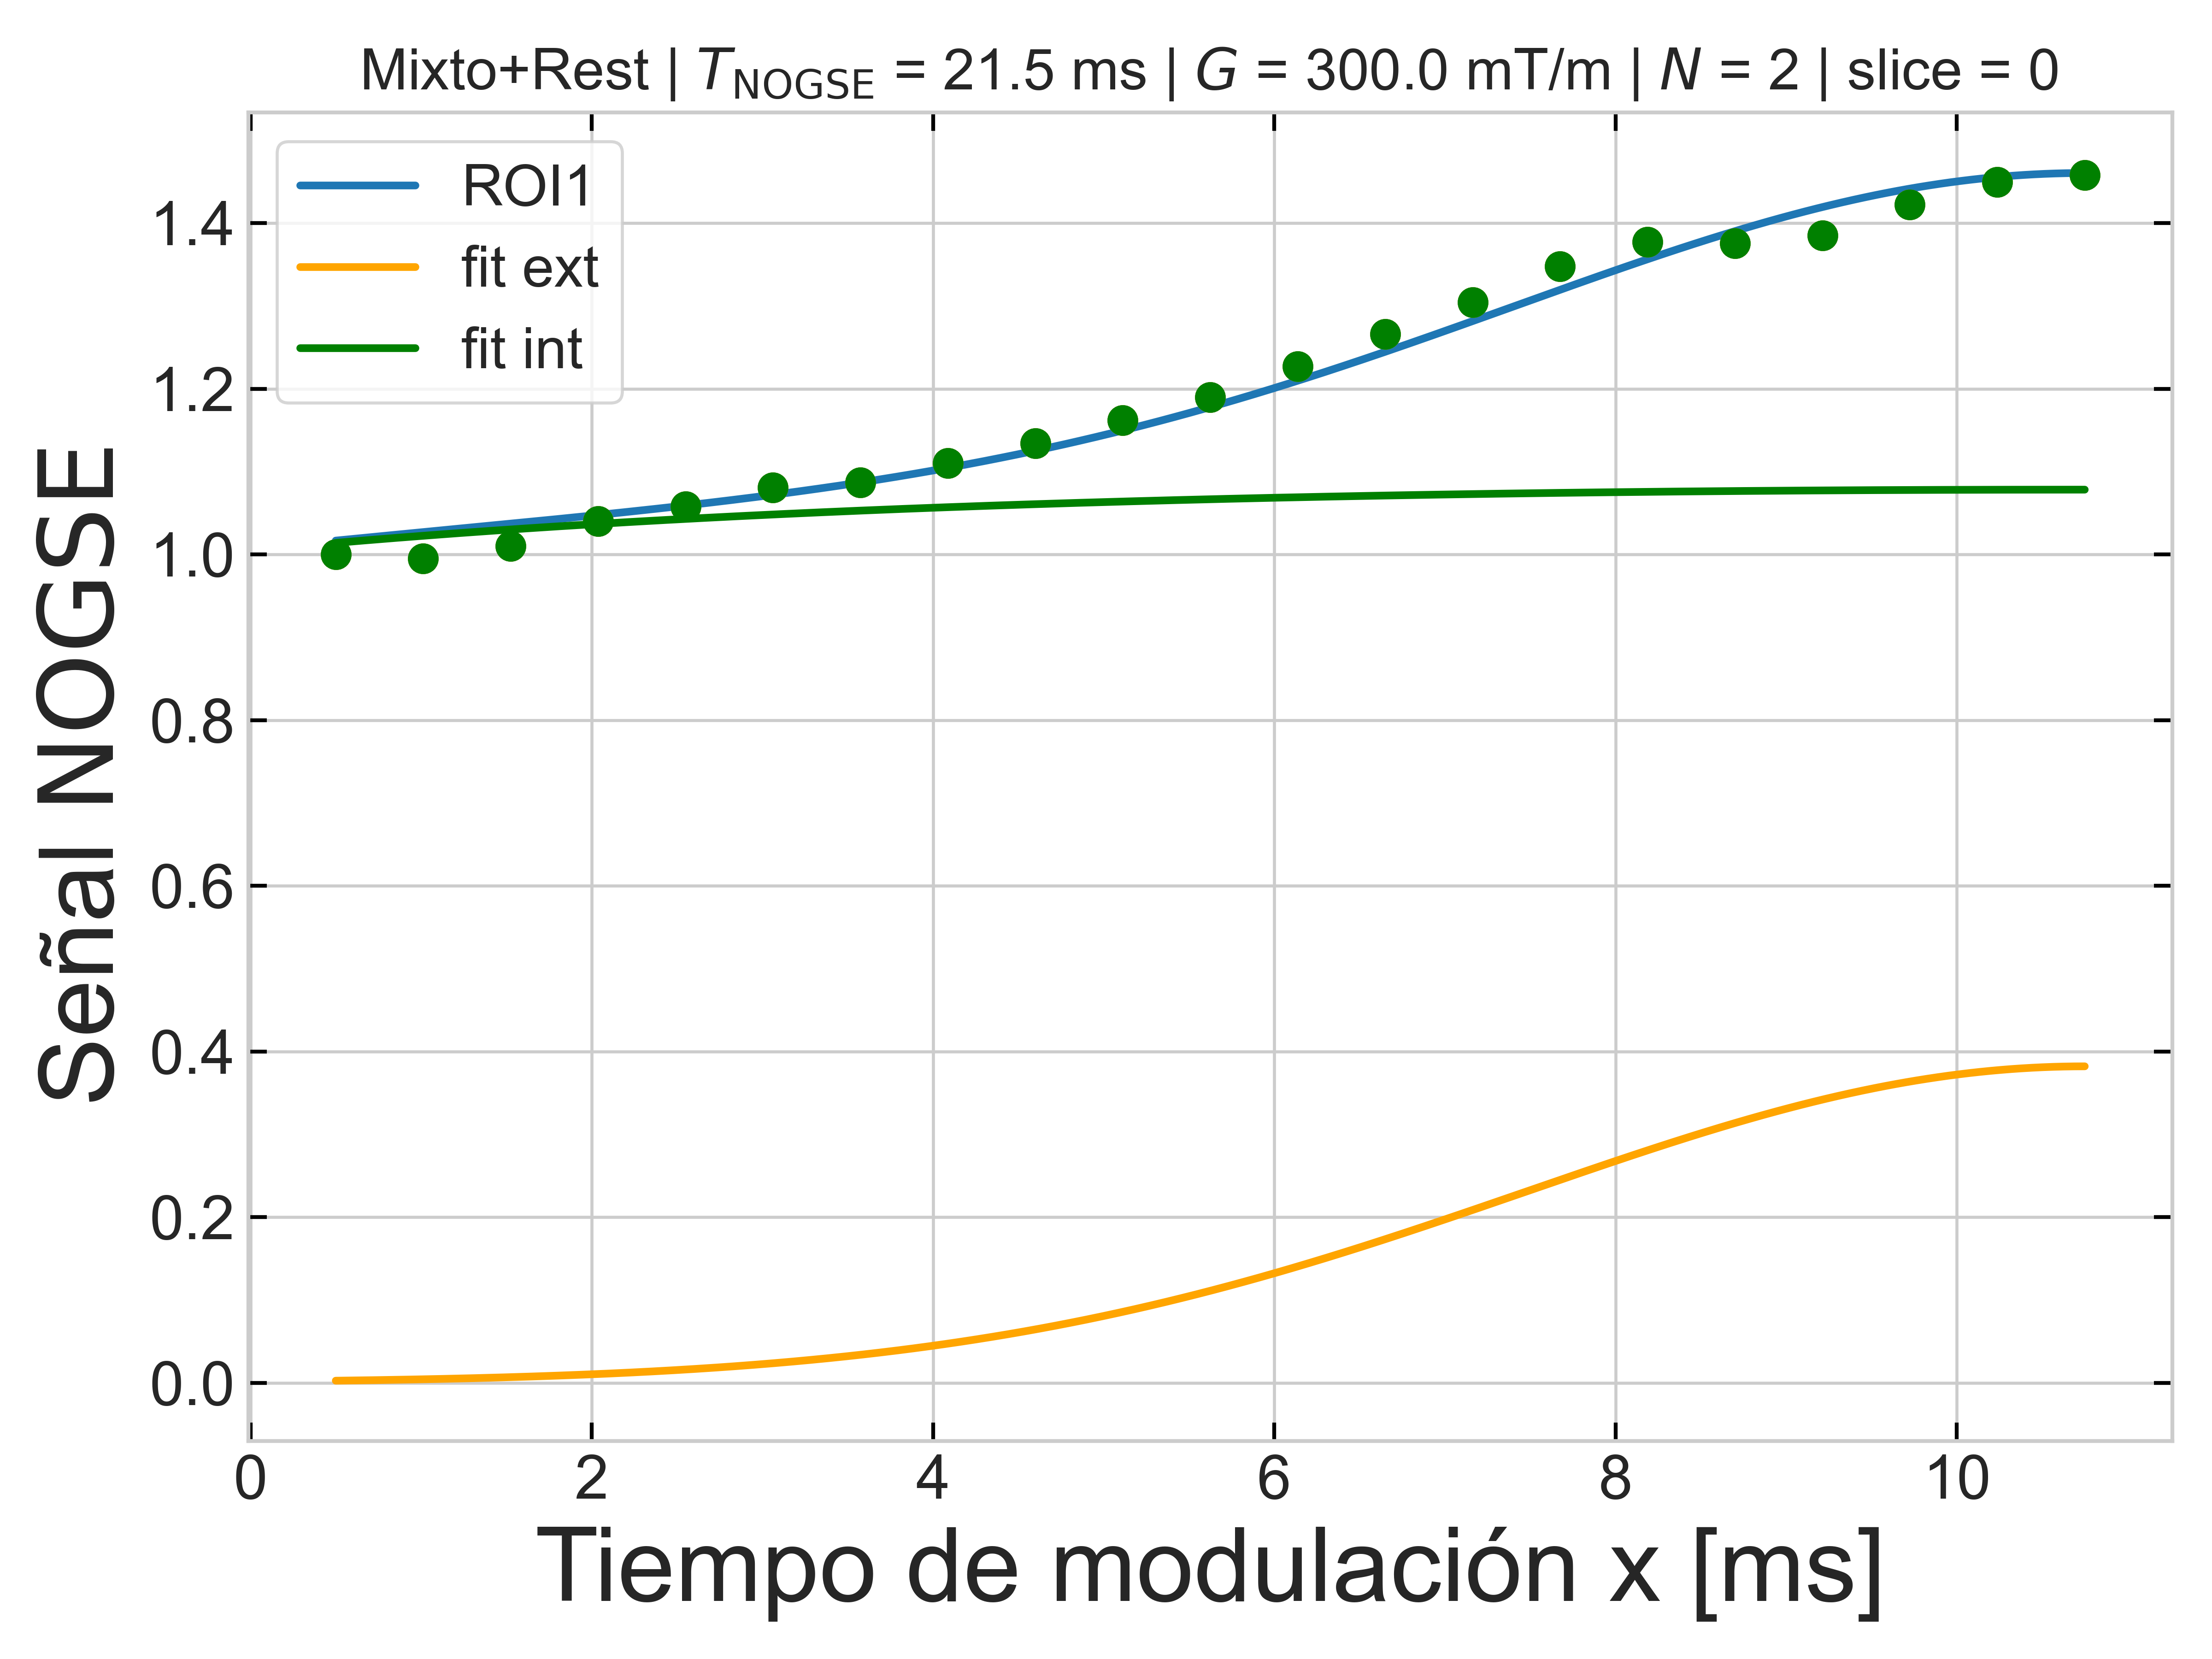 Mixto+Rest | T_NOGSE = 21.5 ms | G = 300.0 mT/m | N = 2 | slice = 0
ROI1
fit ext
fit int
Señal NOGSE
1.4
1.2
1.0
0.8
0.6
0.4
0.2
0.0
0 2 4 6 8 10
Tiempo de modulación x [ms]